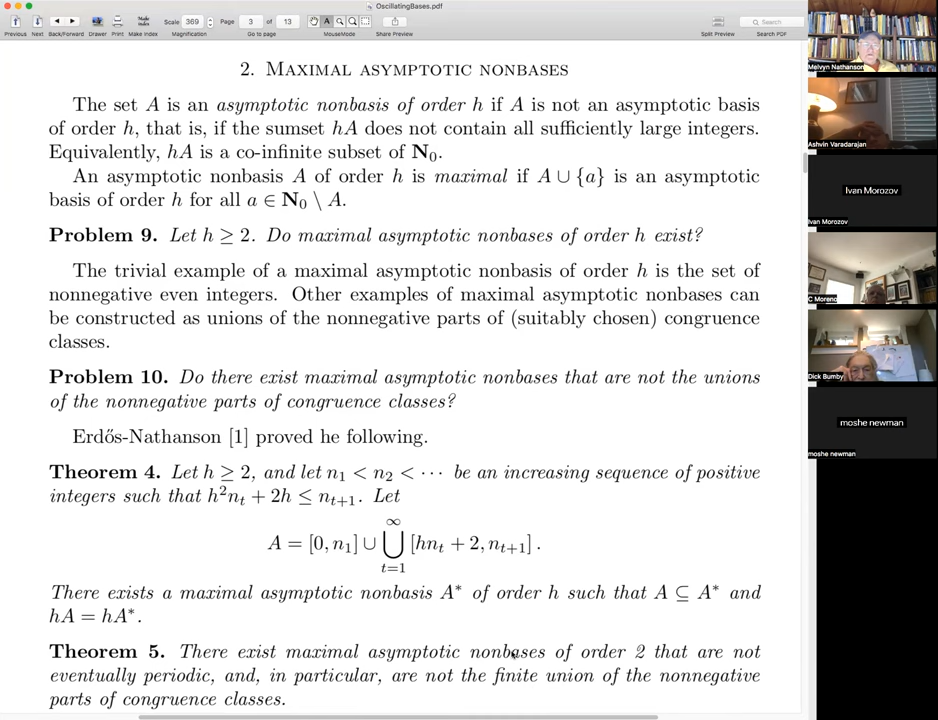 OscillatingBases.pdf
Scale 369 Page 3 of 13 Search
Previous Next Back/Forward Drawer Print Make Index Magnification Go to page MouseMode Share Preview Split Preview Search PDF
2. MAXIMAL ASYMPTOTIC NONBASES
The set A is an asymptotic nonbasis of order h if A is not an asymptotic basis
of order h, that is, if the sumset hA does not contain all sufficiently large integers.
Equivalently, hA is a co-infinite subset of N₀.
An asymptotic nonbasis A of order h is maximal if A ∪ {a} is an asymptotic
basis of order h for all a ∈ N₀ \ A.
Problem 9. Let h ≥ 2. Do maximal asymptotic nonbases of order h exist?
The trivial example of a maximal asymptotic nonbasis of order h is the set of
nonnegative even integers. Other examples of maximal asymptotic nonbases can
be constructed as unions of the nonnegative parts of (suitably chosen) congruence
classes.
Problem 10. Do there exist maximal asymptotic nonbases that are not the unions
of the nonnegative parts of congruence classes?
Erdős-Nathanson [1] proved he following.
Theorem 4. Let h ≥ 2, and let n₁ < n₂ < ⋯ be an increasing sequence of positive
integers such that h²nₜ + 2h ≤ nₜ₊₁. Let
A = [0, n₁] ∪ ⋃_{t=1}^{∞} [hnₜ + 2, nₜ₊₁] .
There exists a maximal asymptotic nonbasis A* of order h such that A ⊆ A* and
hA = hA*.
Theorem 5. There exist maximal asymptotic nonbases of order 2 that are not
eventually periodic, and, in particular, are not the finite union of the nonnegative
parts of congruence classes.
Melvyn Nathanson
Ashvin Varadarajan
Ivan Morozov
Ivan Morozov
C Moreno
Dick Bumby
moshe newman
moshe newman